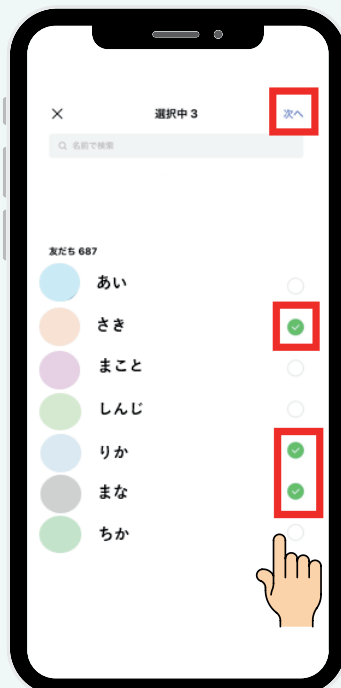 × 選択中 3 次へ
名前で検索
友だち 687
あい
さき
まこと
しんじ
りか
まな
ちか